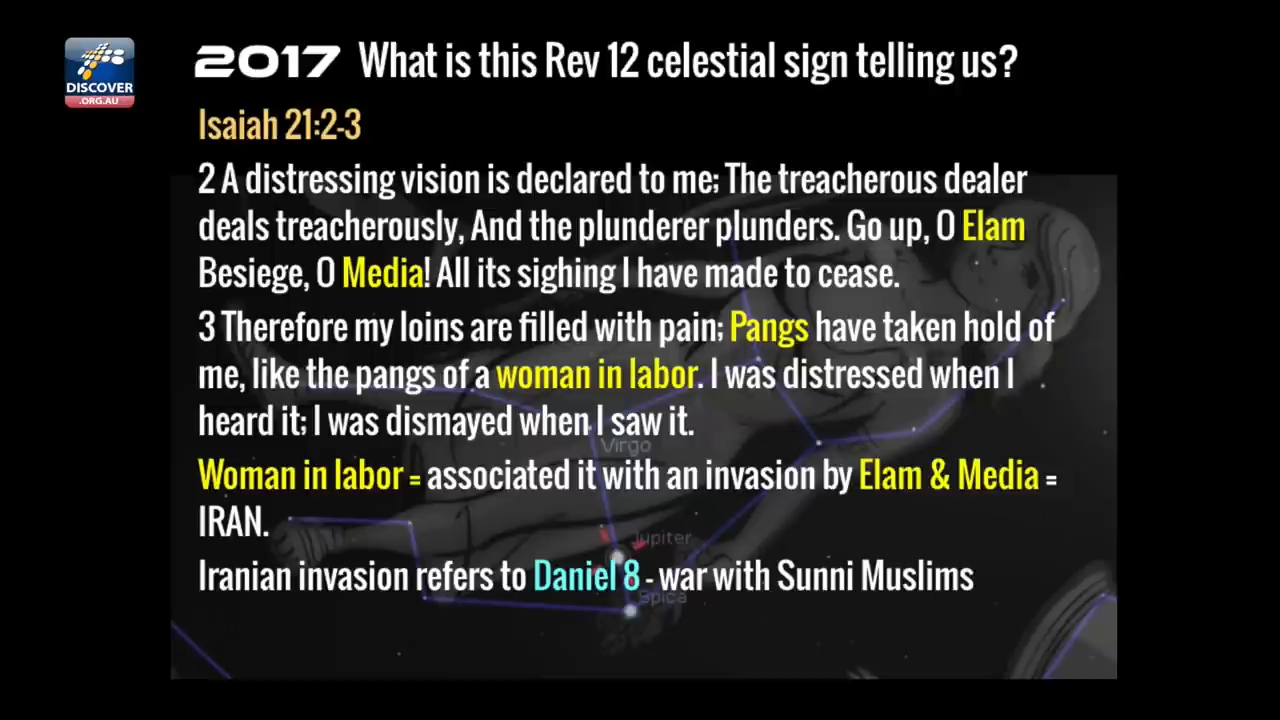 DISCOVER
.ORG.AU
2017 What is this Rev 12 celestial sign telling us?
Isaiah 21:2-3
2 A distressing vision is declared to me; The treacherous dealer
deals treacherously, And the plunderer plunders. Go up, O Elam
Besiege, O Media! All its sighing I have made to cease.
3 Therefore my loins are filled with pain; Pangs have taken hold of
me, like the pangs of a woman in labor. I was distressed when I
heard it; I was dismayed when I saw it.
Virgo
Woman in labor = associated it with an invasion by Elam & Media =
IRAN.
Jupiter
Iranian invasion refers to Daniel 8 - war with Sunni Muslims
Spica